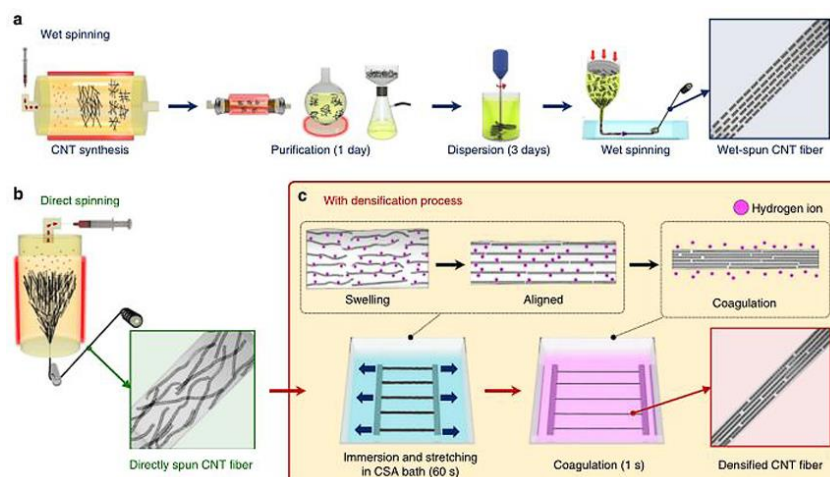 a
Wet spinning
CNT synthesis
Purification (1 day)
Dispersion (3 days)
Wet spinning
Wet-spun CNT fiber
b
Direct spinning
Directly spun CNT fiber
c
With densification process
Hydrogen ion
Swelling
Aligned
Coagulation
Immersion and stretching
in CSA bath (60 s)
Coagulation (1 s)
Densified CNT fiber